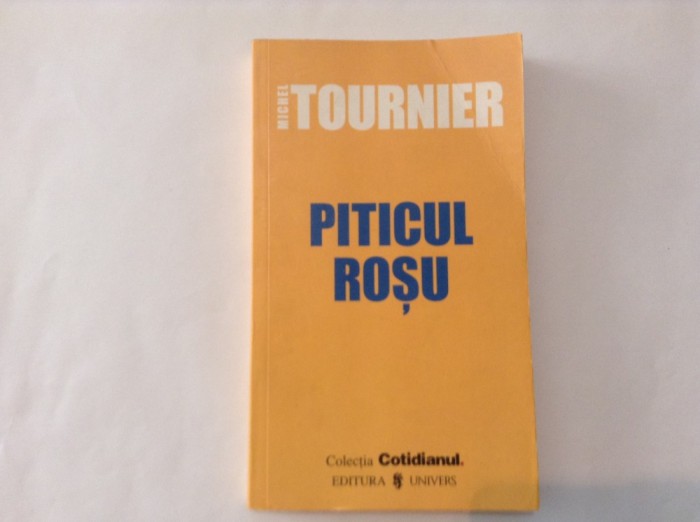 MICHEL TOURNIER
PITICUL
ROȘU
Colecția Cotidianul.
EDITURA UNIVERS